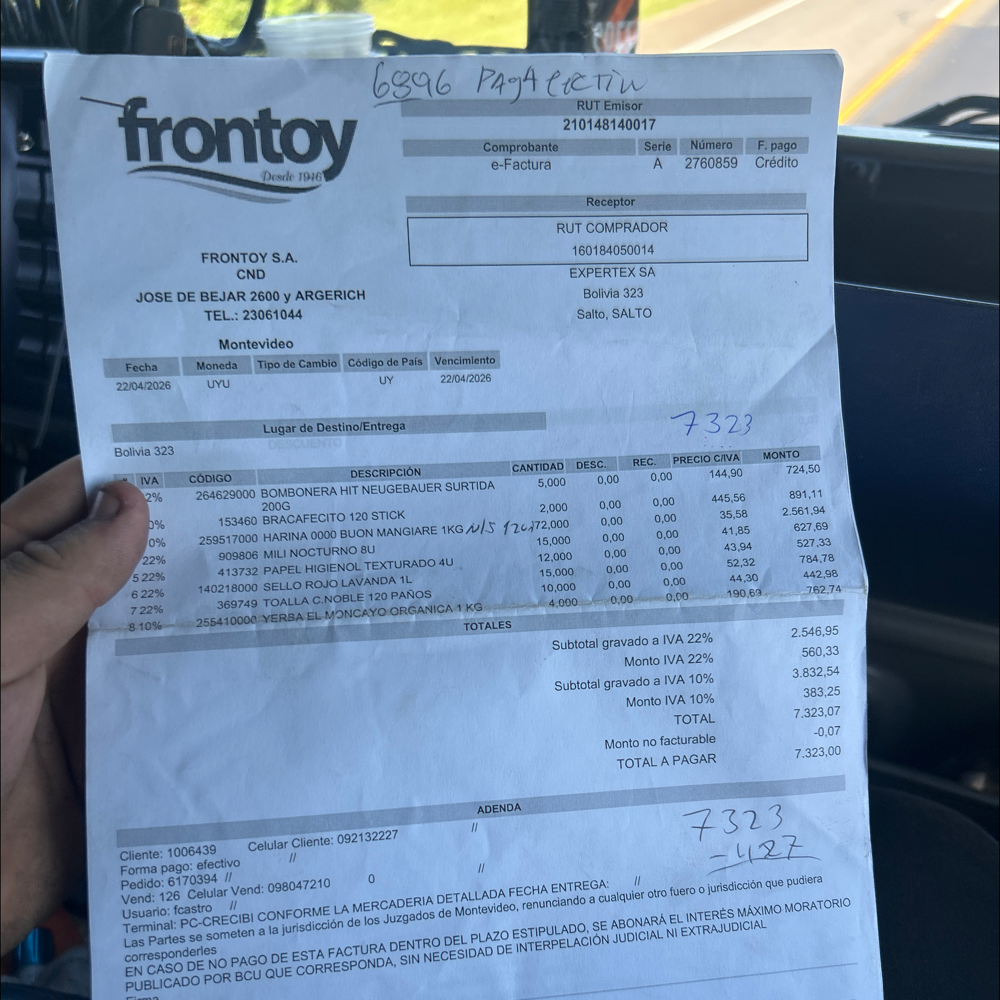 6896 PAgA EFCTIV
frontoy
Desde 1946
RUT Emisor
210148140017
Comprobante Serie Número F. pago
e-Factura A 2760859 Crédito
Receptor
RUT COMPRADOR
160184050014
EXPERTEX SA
Bolivia 323
Salto, SALTO
FRONTOY S.A.
CND
JOSE DE BEJAR 2600 y ARGERICH
TEL.: 23061044
Montevideo
Fecha Moneda Tipo de Cambio Código de País Vencimiento
22/04/2026 UYU UY 22/04/2026
7323
Lugar de Destino/Entrega
Bolivia 323
IVA CÓDIGO DESCRIPCIÓN CANTIDAD DESC. REC. PRECIO C/IVA MONTO
2% 264629000 BOMBONERA HIT NEUGEBAUER SURTIDA 200G 5,000 0,00 0,00 144,90 724,50
0% 153460 BRACAFECITO 120 STICK 2,000 0,00 0,00 445,56 891,11
0% 259517000 HARINA 0000 BUON MANGIARE 1KG N/S 12u 72,000 0,00 0,00 35,58 2.561,94
22% 909806 MILI NOCTURNO 8U 15,000 0,00 0,00 41,85 627,69
5 22% 413732 PAPEL HIGIENOL TEXTURADO 4U 12,000 0,00 0,00 43,94 527,33
6 22% 140218000 SELLO ROJO LAVANDA 1L 15,000 0,00 0,00 52,32 784,78
7 22% 369749 TOALLA C.NOBLE 120 PAÑOS 10,000 0,00 0,00 44,30 442,98
8 10% 255410000 YERBA EL MONCAYO ORGANICA 1 KG 4,000 0,00 0,00 190,69 762,74
TOTALES
Subtotal gravado a IVA 22% 2.546,95
Monto IVA 22% 560,33
Subtotal gravado a IVA 10% 3.832,54
Monto IVA 10% 383,25
TOTAL 7.323,07
Monto no facturable -0,07
TOTAL A PAGAR 7.323,00
ADENDA
7323
-427
Cliente: 1006439 Celular Cliente: 092132227 //
Forma pago: efectivo //
Pedido: 6170394 //
Vend: 126 Celular Vend: 098047210 0 //
Usuario: fcastro //
Terminal: PC-CRECIBI CONFORME LA MERCADERIA DETALLADA FECHA ENTREGA: //
Las Partes se someten a la jurisdicción de los Juzgados de Montevideo, renunciando a cualquier otro fuero o jurisdicción que pudiera
corresponderles
EN CASO DE NO PAGO DE ESTA FACTURA DENTRO DEL PLAZO ESTIPULADO, SE ABONARÁ EL INTERÉS MÁXIMO MORATORIO
PUBLICADO POR BCU QUE CORRESPONDA, SIN NECESIDAD DE INTERPELACIÓN JUDICIAL NI EXTRAJUDICIAL
Firma